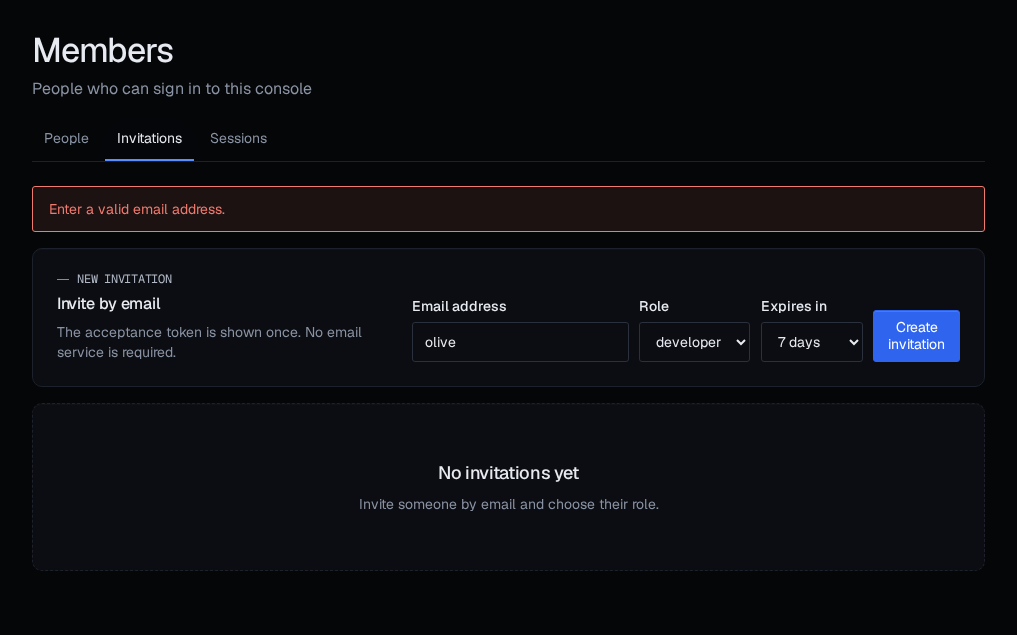 Members
People who can sign in to this console
People Invitations Sessions
Enter a valid email address.
— NEW INVITATION
Invite by email
The acceptance token is shown once. No email
service is required.
Email address
olive
Role
developer
Expires in
7 days
Create
invitation
No invitations yet
Invite someone by email and choose their role.